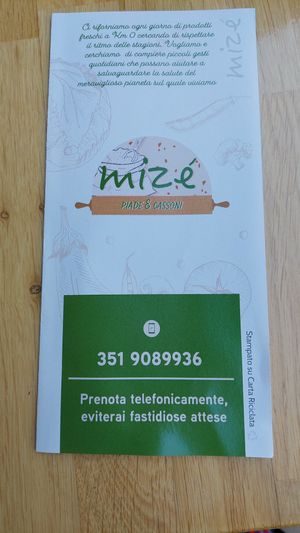 Ci riforniamo ogni giorno di prodotti
freschi a Km 0 cercando di rispettare
il ritmo delle stagioni. Vogliamo e
cerchiamo di compiere piccoli gesti
quotidiani che possano aiutare a
salvaguardare la salute del
meraviglioso pianeta sul quale viviamo
mizé
mizé
PIADE & CASSONI
351 9089936
Prenota telefonicamente,
eviterai fastidiose attese
Stampato su Carta Riciclata